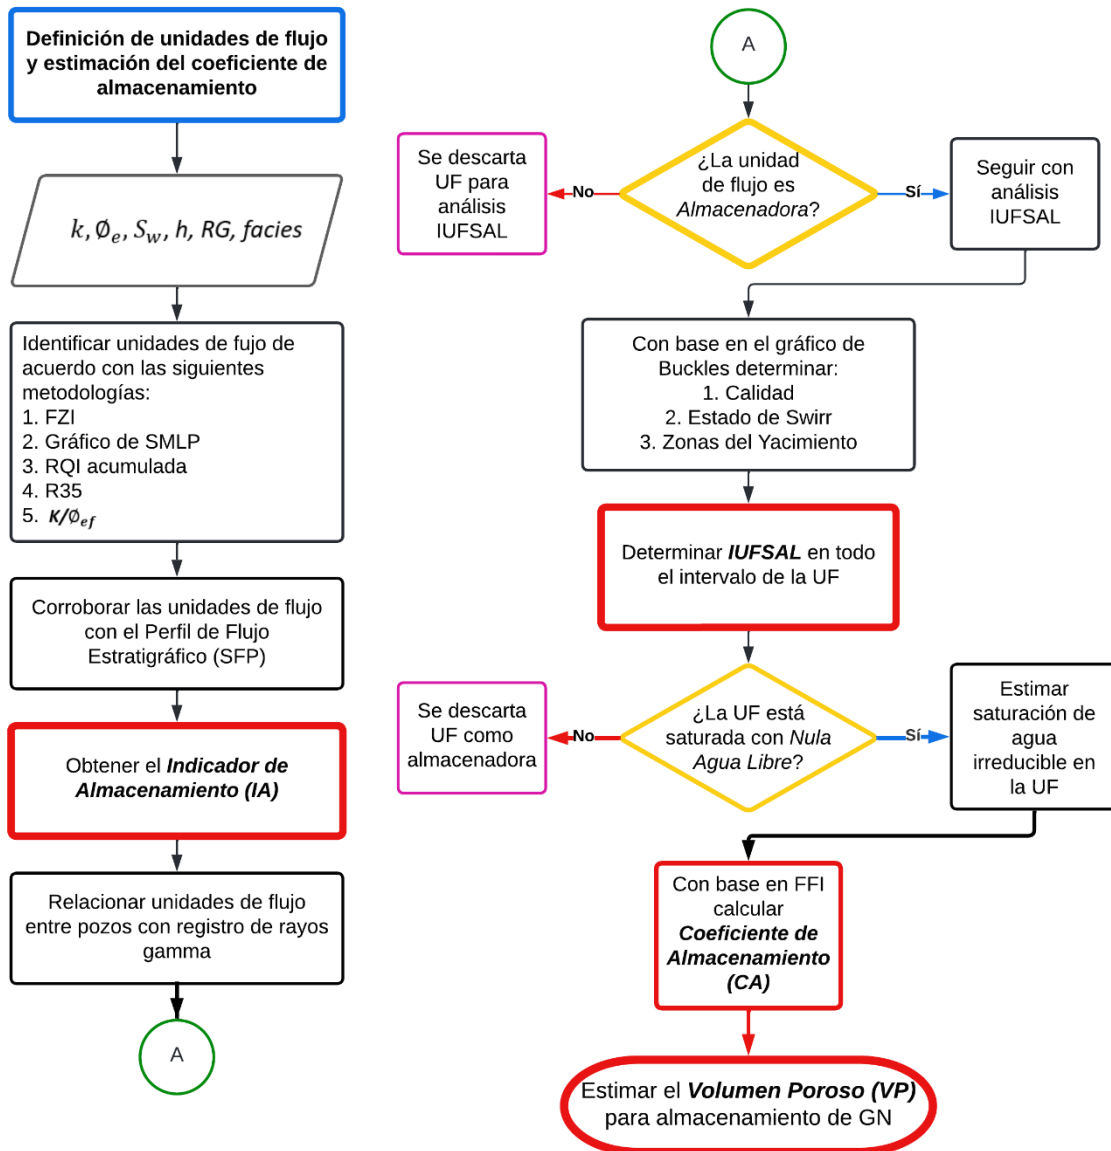 Definición de unidades de flujo
y estimación del coeficiente de
almacenamiento
k, ∅e, Sw, h, RG, facies
Identificar unidades de fujo de
acuerdo con las siguientes
metodologías:
1. FZI
2. Gráfico de SMLP
3. RQI acumulada
4. R35
5. K/∅ef
Corroborar las unidades de flujo
con el Perfil de Flujo
Estratigráfico (SFP)
Obtener el Indicador de
Almacenamiento (IA)
Relacionar unidades de flujo
entre pozos con registro de rayos
gamma
A
A
¿La unidad
de flujo es
Almacenadora?
No
Se descarta
UF para
análisis
IUFSAL
Sí
Seguir con
análisis
IUFSAL
Con base en el gráfico de
Buckles determinar:
1. Calidad
2. Estado de Swirr
3. Zonas del Yacimiento
Determinar IUFSAL en todo
el intervalo de la UF
¿La UF está
saturada con Nula
Agua Libre?
No
Se descarta
UF como
almacenadora
Sí
Estimar
saturación de
agua
irreducible en
la UF
Con base en FFI
calcular
Coeficiente de
Almacenamiento
(CA)
Estimar el Volumen Poroso (VP)
para almacenamiento de GN